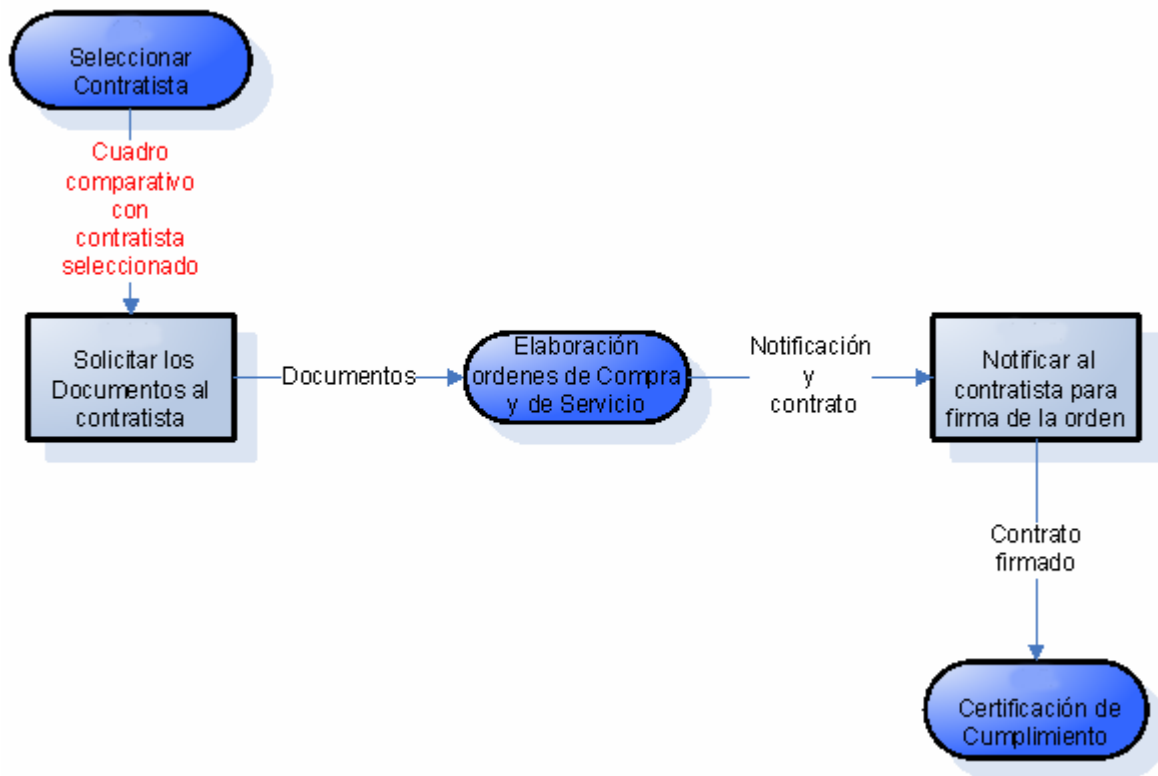 Seleccionar
Contratista
Cuadro
comparativo
con
contratista
seleccionado
Solicitar los
Documentos al
contratista
Documentos
Elaboración
ordenes de Compra
y de Servicio
Notificación
y
contrato
Notificar al
contratista para
firma de la orden
Contrato
firmado
Certificación de
Cumplimiento